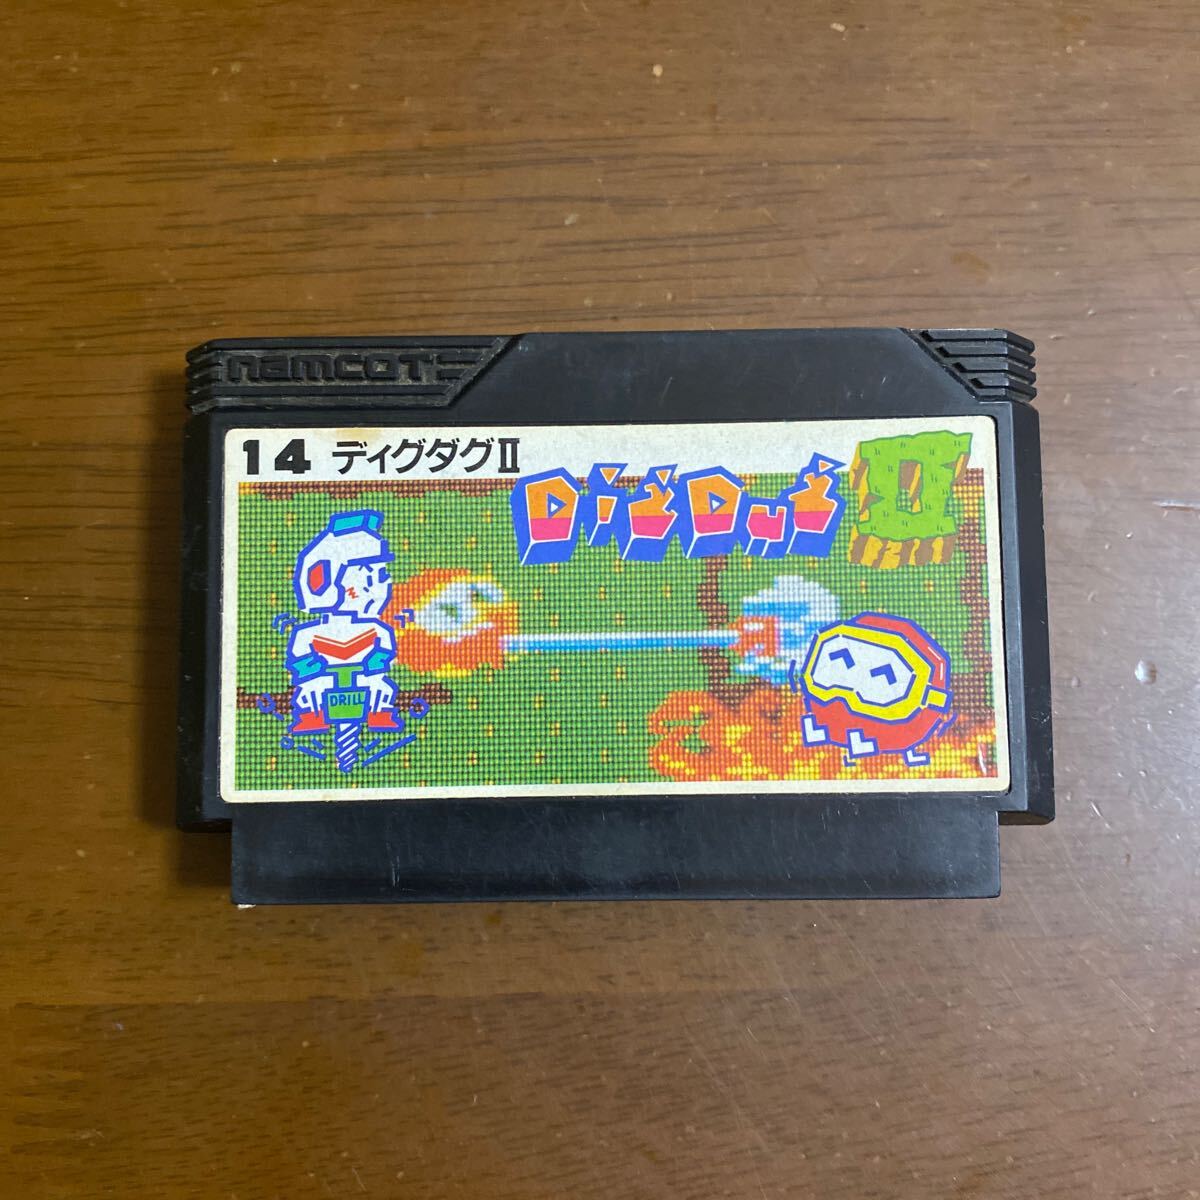 namcot
14 ディグダグII
DiGDuG II
DRILL